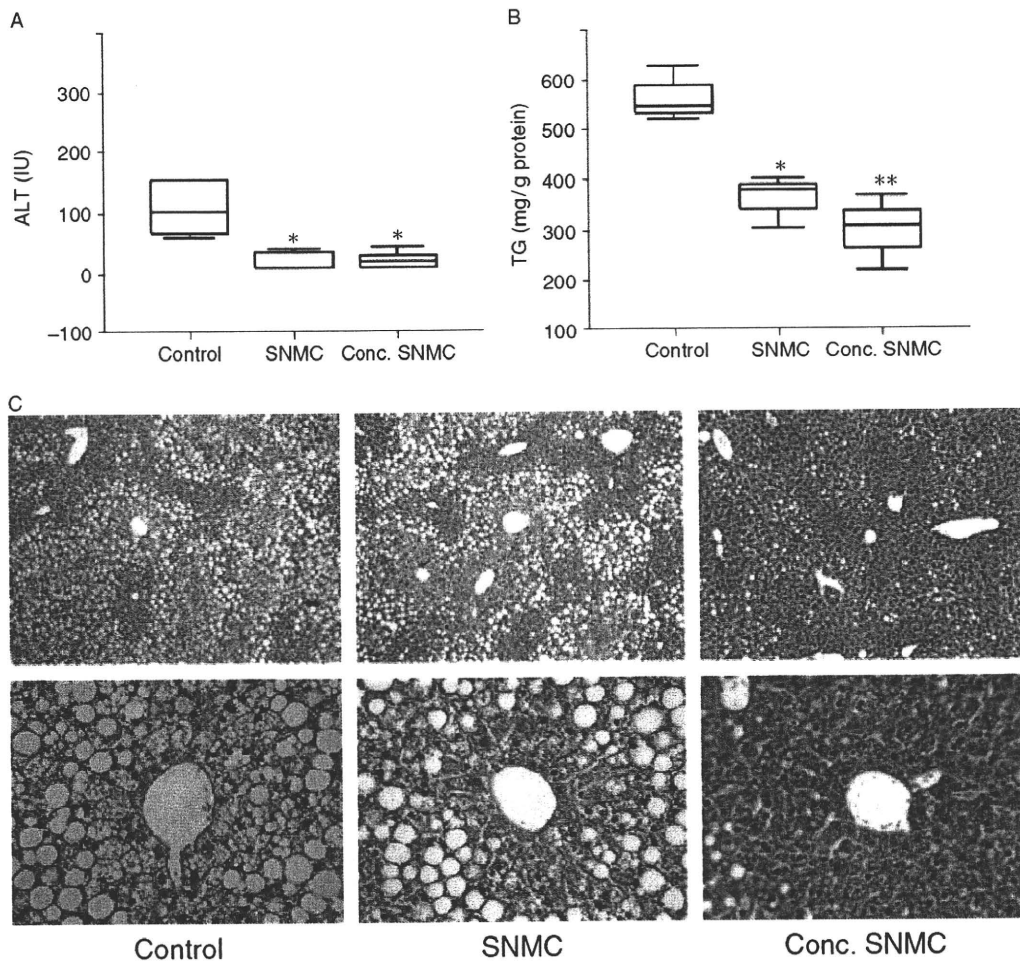 A
ALT (IU)
300
200
100
0
−100
*
*
Control
SNMC
Conc. SNMC
B
TG (mg/g protein)
600
500
400
300
200
100
*
**
Control
SNMC
Conc. SNMC
C
Control
SNMC
Conc. SNMC